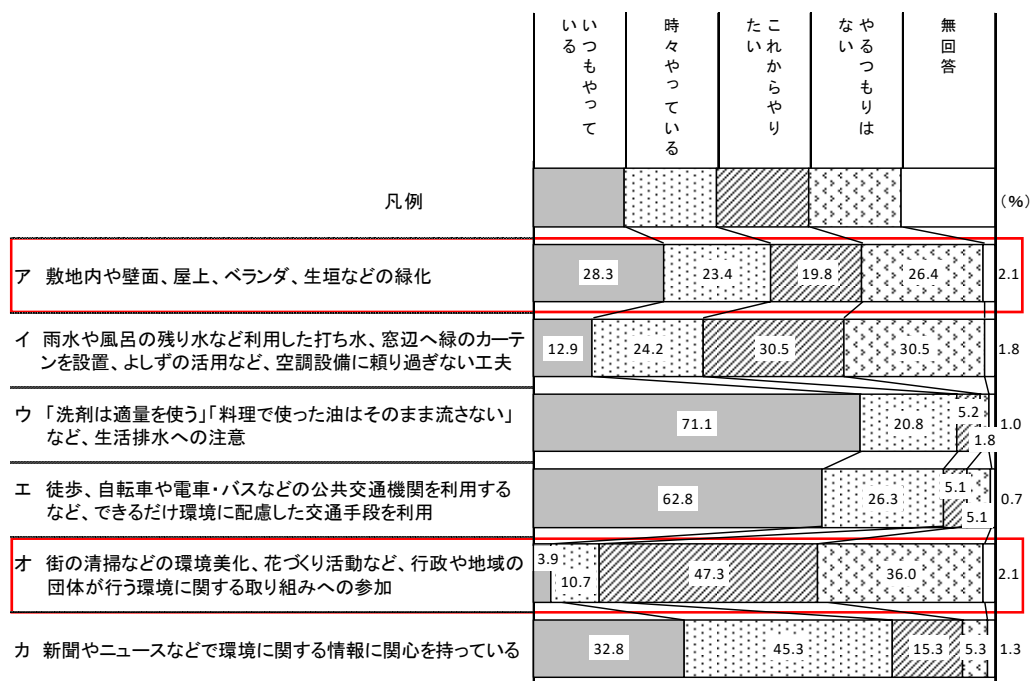 いつもやって
いる
時々やっている
これからやり
たい
やるつもりは
ない
無回答
凡例
(%)
ア 敷地内や壁面、屋上、ベランダ、生垣などの緑化
28.3 23.4 19.8 26.4 2.1
イ 雨水や風呂の残り水など利用した打ち水、窓辺へ緑のカーテ
ンを設置、よしずの活用など、空調設備に頼り過ぎない工夫
12.9 24.2 30.5 30.5 1.8
ウ 「洗剤は適量を使う」「料理で使った油はそのまま流さない」
など、生活排水への注意
71.1 20.8 5.2 1.8 1.0
エ 徒歩、自転車や電車・バスなどの公共交通機関を利用する
など、できるだけ環境に配慮した交通手段を利用
62.8 26.3 5.1 5.1 0.7
オ 街の清掃などの環境美化、花づくり活動など、行政や地域の
団体が行う環境に関する取り組みへの参加
3.9 10.7 47.3 36.0 2.1
カ 新聞やニュースなどで環境に関する情報に関心を持っている
32.8 45.3 15.3 5.3 1.3